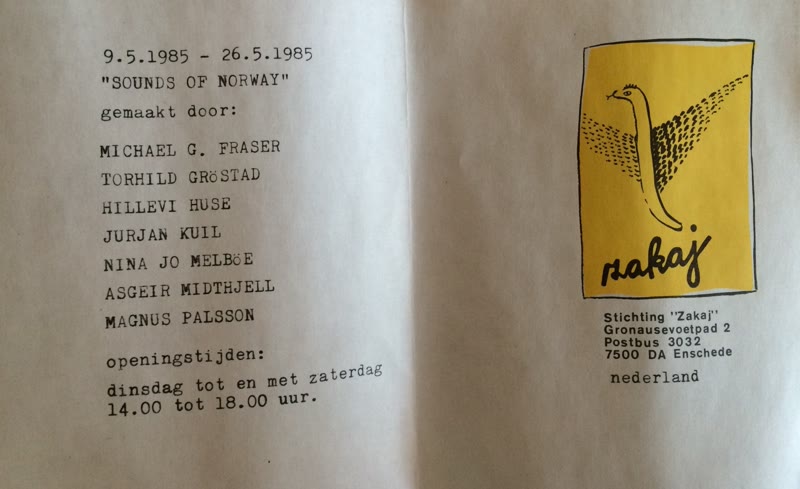 9.5.1985 - 26.5.1985
"SOUNDS OF NORWAY"
gemaakt door:
MICHAEL G. FRASER
TORHILD GRöSTAD
HILLEVI HUSE
JURJAN KUIL
NINA JO MELBöE
ASGEIR MIDTHJELL
MAGNUS PALSSON
openingstijden:
dinsdag tot en met zaterdag
14.00 tot 18.00 uur.
zakaj
Stichting "Zakaj"
Gronausevoetpad 2
Postbus 3032
7500 DA Enschede
nederland